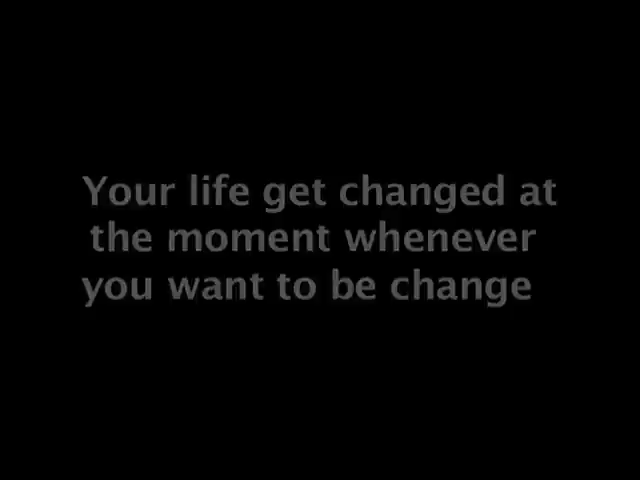 Your life get changed at
the moment whenever
you want to be change